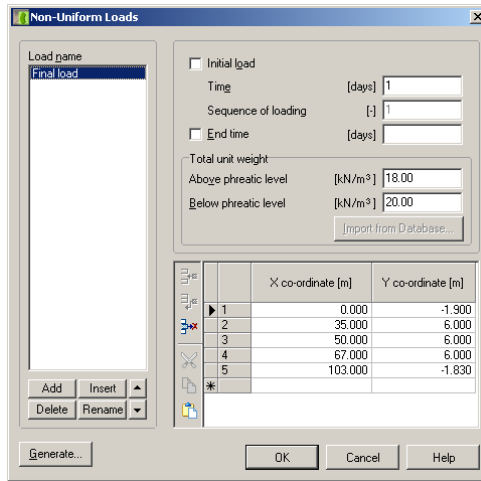 Non-Uniform Loads
Load name
Final load
Add Insert
Delete Rename
Initial load
Time [days] 1
Sequence of loading [-] 1
End time [days]
Total unit weight
Above phreatic level [kN/m³] 18.00
Below phreatic level [kN/m³] 20.00
Import from Database...
X co-ordinate [m] Y co-ordinate [m]
1 0.000 -1.900
2 35.000 6.000
3 50.000 6.000
4 67.000 6.000
5 103.000 -1.830
*
Generate... OK Cancel Help